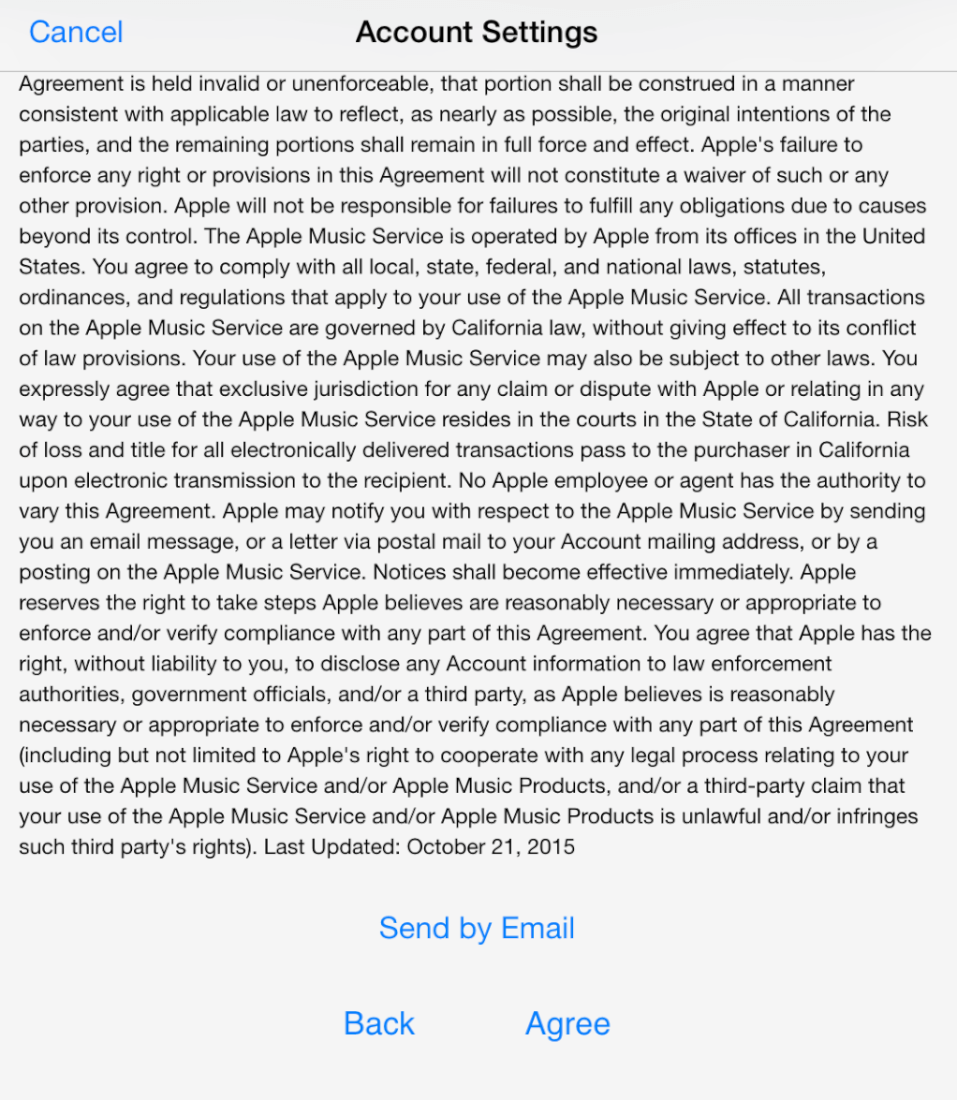 Cancel
Account Settings
Agreement is held invalid or unenforceable, that portion shall be construed in a manner
consistent with applicable law to reflect, as nearly as possible, the original intentions of the
parties, and the remaining portions shall remain in full force and effect. Apple's failure to
enforce any right or provisions in this Agreement will not constitute a waiver of such or any
other provision. Apple will not be responsible for failures to fulfill any obligations due to causes
beyond its control. The Apple Music Service is operated by Apple from its offices in the United
States. You agree to comply with all local, state, federal, and national laws, statutes,
ordinances, and regulations that apply to your use of the Apple Music Service. All transactions
on the Apple Music Service are governed by California law, without giving effect to its conflict
of law provisions. Your use of the Apple Music Service may also be subject to other laws. You
expressly agree that exclusive jurisdiction for any claim or dispute with Apple or relating in any
way to your use of the Apple Music Service resides in the courts in the State of California. Risk
of loss and title for all electronically delivered transactions pass to the purchaser in California
upon electronic transmission to the recipient. No Apple employee or agent has the authority to
vary this Agreement. Apple may notify you with respect to the Apple Music Service by sending
you an email message, or a letter via postal mail to your Account mailing address, or by a
posting on the Apple Music Service. Notices shall become effective immediately. Apple
reserves the right to take steps Apple believes are reasonably necessary or appropriate to
enforce and/or verify compliance with any part of this Agreement. You agree that Apple has the
right, without liability to you, to disclose any Account information to law enforcement
authorities, government officials, and/or a third party, as Apple believes is reasonably
necessary or appropriate to enforce and/or verify compliance with any part of this Agreement
(including but not limited to Apple's right to cooperate with any legal process relating to your
use of the Apple Music Service and/or Apple Music Products, and/or a third-party claim that
your use of the Apple Music Service and/or Apple Music Products is unlawful and/or infringes
such third party's rights). Last Updated: October 21, 2015
Send by Email
Back
Agree